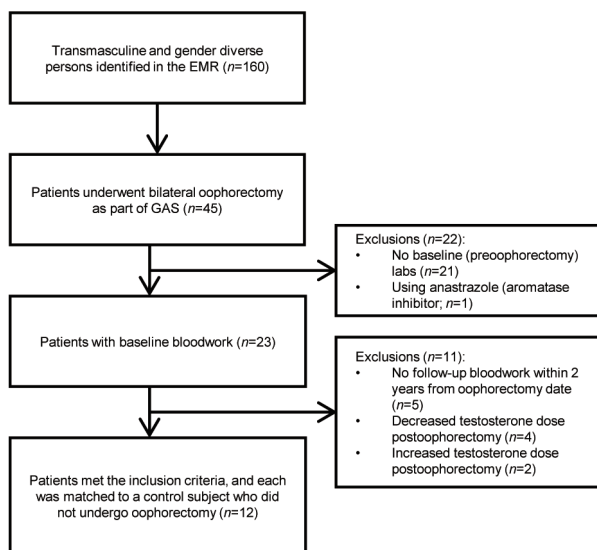 Transmasculine and gender diverse
persons identified in the EMR (n=160)
Patients underwent bilateral oophorectomy
as part of GAS (n=45)
Exclusions (n=22):
• No baseline (preoophorectomy)
labs (n=21)
• Using anastrazole (aromatase
inhibitor; n=1)
Patients with baseline bloodwork (n=23)
Exclusions (n=11):
• No follow-up bloodwork within 2
years from oophorectomy date
(n=5)
• Decreased testosterone dose
postoophorectomy (n=4)
• Increased testosterone dose
postoophorectomy (n=2)
Patients met the inclusion criteria, and each
was matched to a control subject who did
not undergo oophorectomy (n=12)